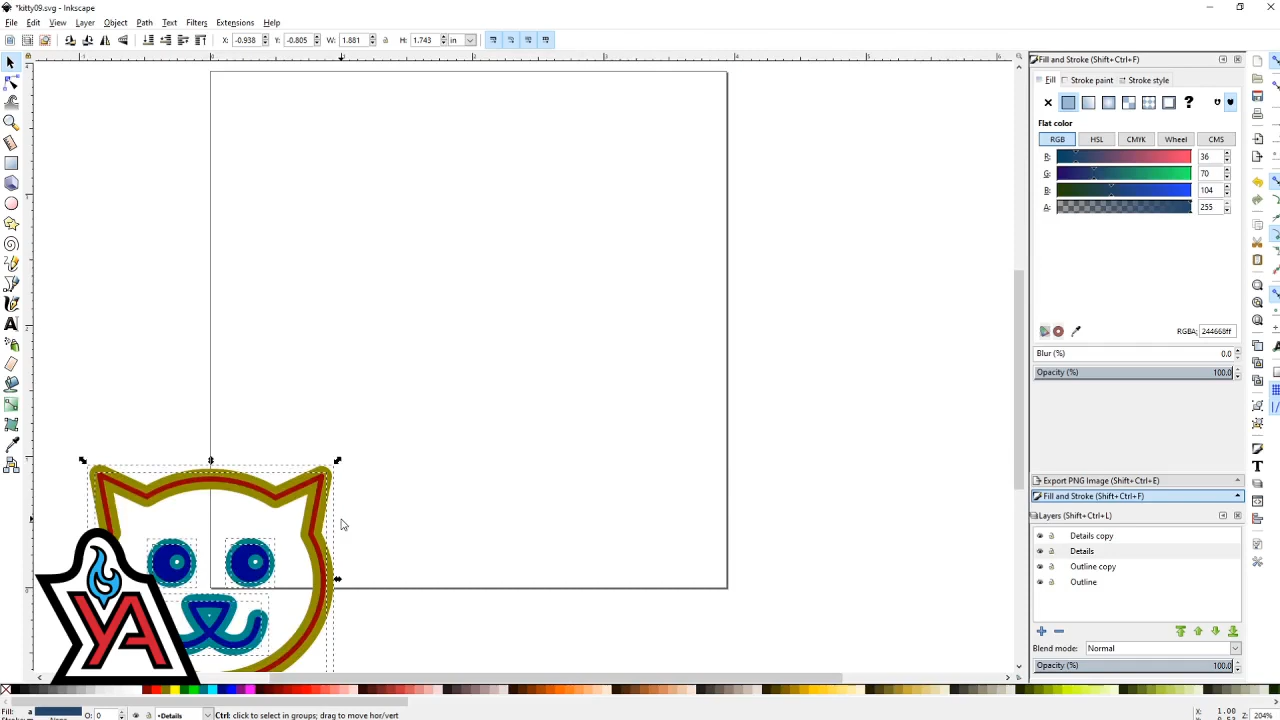 *kitty09.svg - Inkscape
File Edit View Layer Object Path Text Filters Extensions Help
X: -0.938 Y: -0.805 W: 1.881 H: 1.743 in
Fill and Stroke (Shift+Ctrl+F)
Fill Stroke paint Stroke style
?
Flat color
RGB HSL CMYK Wheel CMS
R: 36
G: 70
B: 104
A: 255
RGBA: 244668ff
Blur (%) 0.0
Opacity (%) 100.0
Export PNG Image (Shift+Ctrl+E)
Fill and Stroke (Shift+Ctrl+F)
Layers (Shift+Ctrl+L)
Details copy
Details
Outline copy
Outline
Blend mode: Normal
Opacity (%) 100.0
YA
Fill: a O: 0 •Details Ctrl: click to select in groups; drag to move hor/vert X: 1.00 Z: 204%